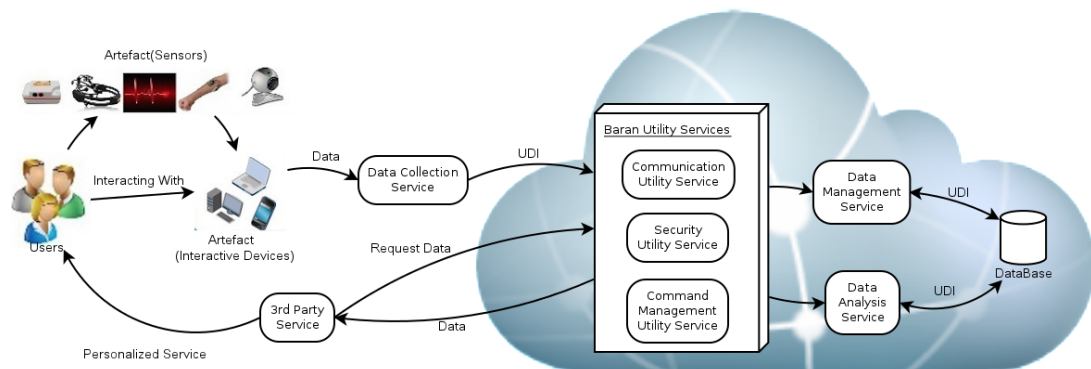 Artefact(Sensors)
Users
Interacting With
Artefact
(Interactive Devices)
Data
Data Collection
Service
UDI
Baran Utility Services
Communication
Utility Service
Security
Utility Service
Command
Management
Utility Service
Data
Management
Service
UDI
DataBase
Data
Analysis
Service
UDI
Request Data
Data
3rd Party
Service
Personalized Service